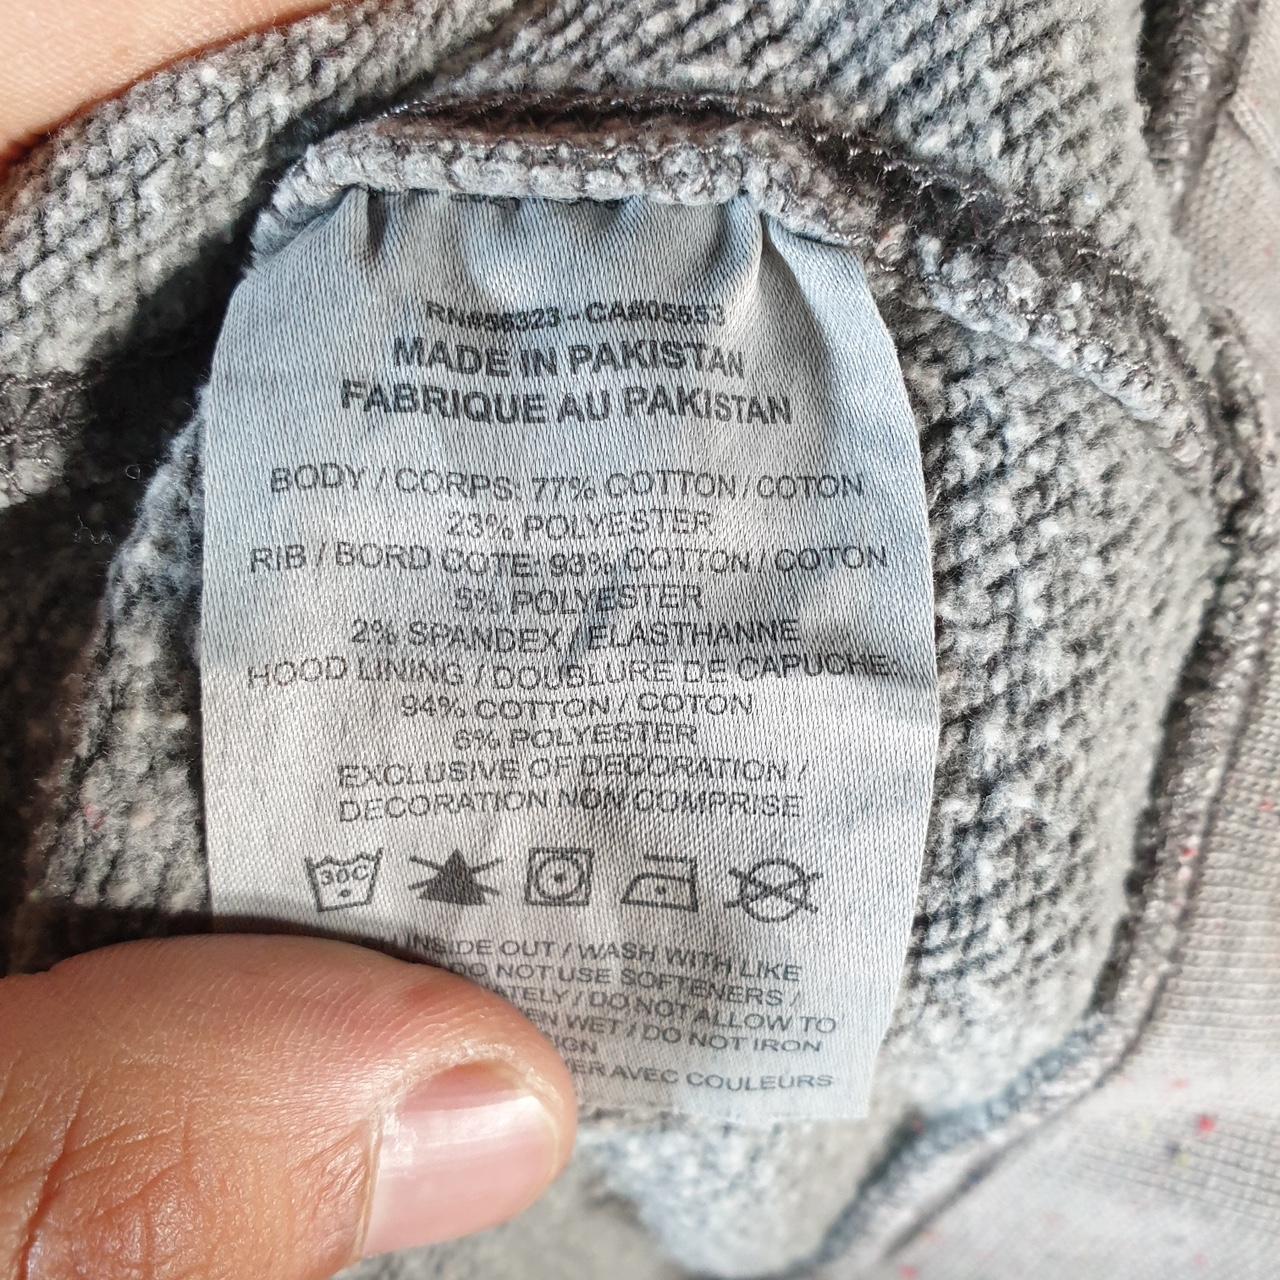 MADE IN PAKISTAN
FABRIQUE AU PAKISTAN
BODY / CORPS: 77% COTTON / COTON
23% POLYESTER
RIB / BORD COTE: 93% COTTON / COTON
5% POLYESTER
2% SPANDEX / ELASTHANNE
HOOD LINING / DOUBLURE DE CAPUCHE:
94% COTTON / COTON
6% POLYESTER
EXCLUSIVE OF DECORATION /
DECORATION NON COMPRISE
30C
INSIDE OUT / WASH WITH LIKE
DO NOT USE SOFTENERS /
/ DO NOT ALLOW TO
WET / DO NOT IRON
AVEC COULEURS